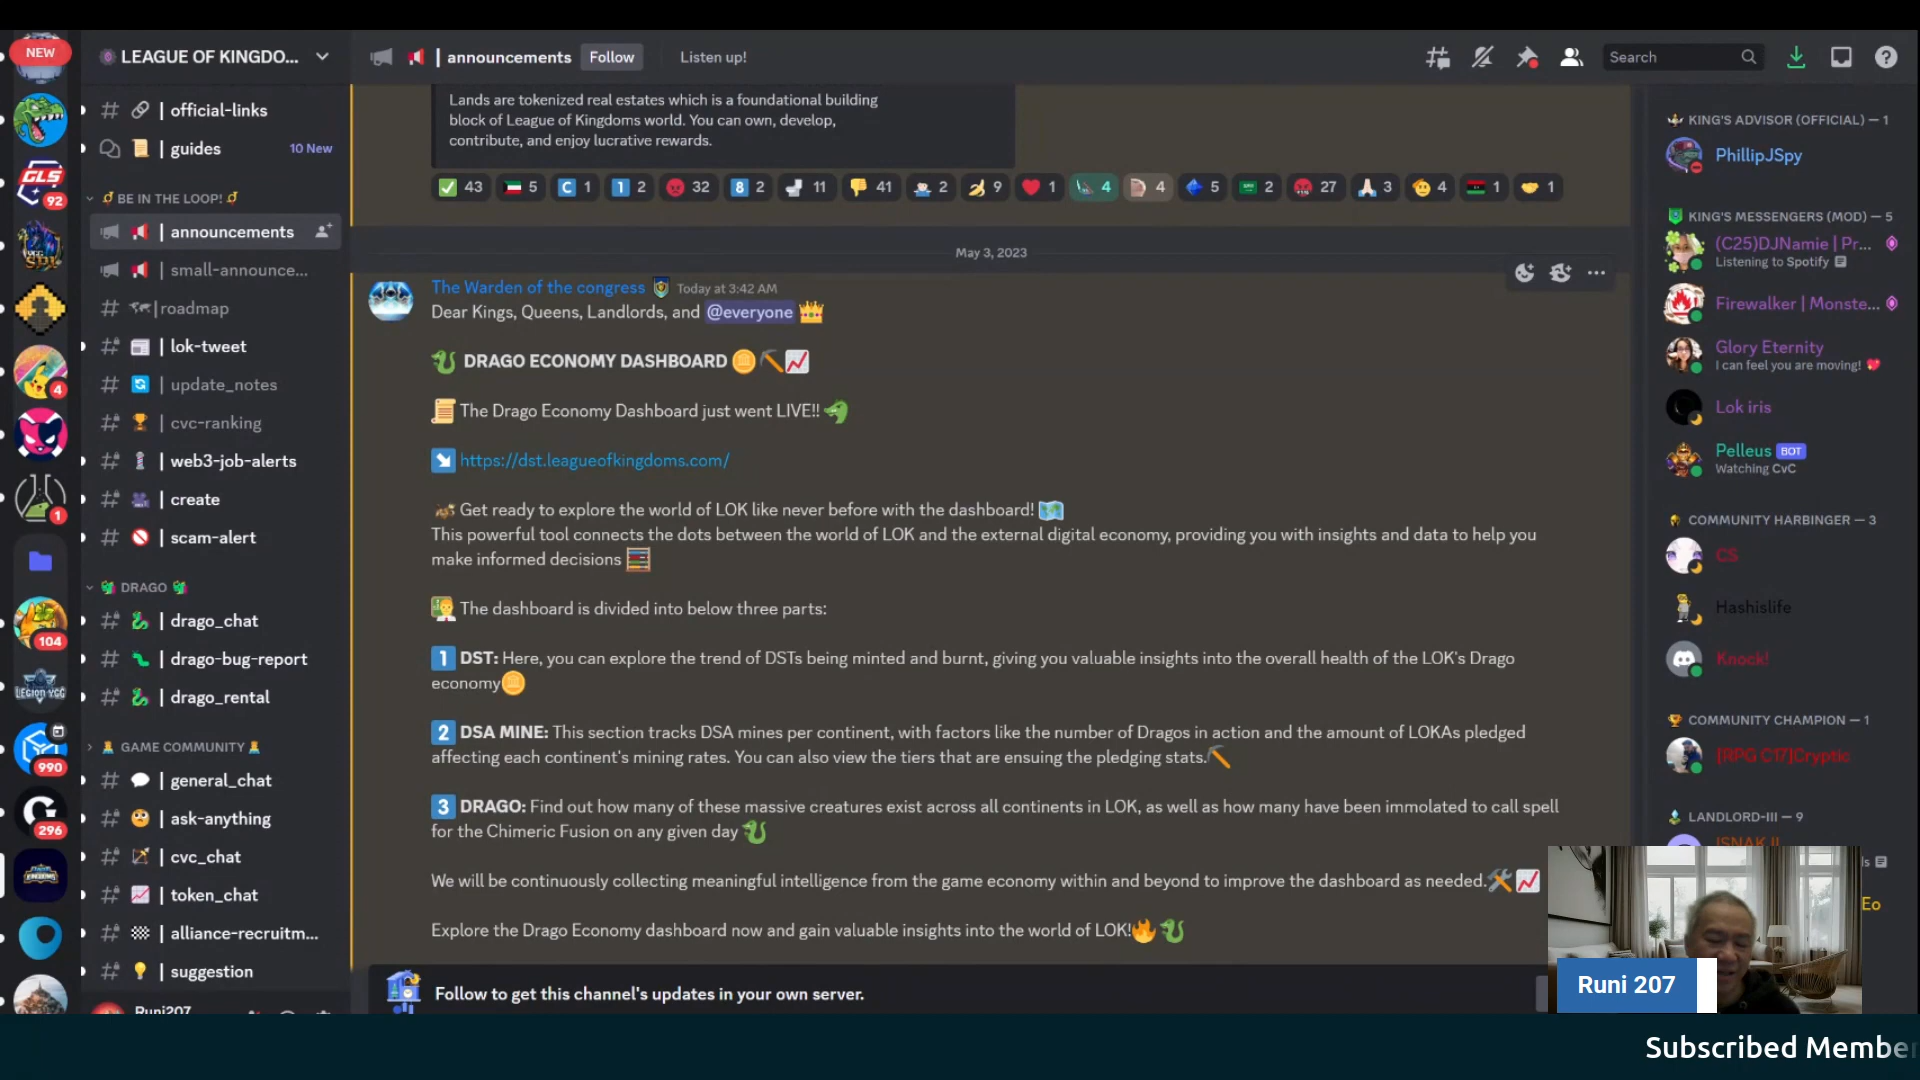 NEW
LEAGUE OF KINGDO...
| announcements
Follow
Listen up!
Search
| official-links
| guides
10 New
BE IN THE LOOP!
| announcements
| small-announce...
| roadmap
| lok-tweet
| update_notes
| cvc-ranking
| web3-job-alerts
| create
| scam-alert
DRAGO
| drago_chat
| drago-bug-report
| drago_rental
GAME COMMUNITY
| general_chat
| ask-anything
| cvc_chat
| token_chat
| alliance-recruitm...
| suggestion
Runi207
GLS
92
4
1
104
LEGION YGG
990
296
Lands are tokenized real estates which is a foundational building
block of League of Kingdoms world. You can own, develop,
contribute, and enjoy lucrative rewards.
43 5 C 1 1 2 32 8 2 11 41 2 9 1 4 4 5 2 27 3 4 1 1
May 3, 2023
The Warden of the congress Today at 3:42 AM
Dear Kings, Queens, Landlords, and @everyone
DRAGO ECONOMY DASHBOARD
The Drago Economy Dashboard just went LIVE!!
https://dst.leagueofkingdoms.com/
Get ready to explore the world of LOK like never before with the dashboard!
This powerful tool connects the dots between the world of LOK and the external digital economy, providing you with insights and data to help you
make informed decisions
The dashboard is divided into below three parts:
1 DST: Here, you can explore the trend of DSTs being minted and burnt, giving you valuable insights into the overall health of the LOK's Drago
economy
2 DSA MINE: This section tracks DSA mines per continent, with factors like the number of Dragos in action and the amount of LOKAs pledged
affecting each continent's mining rates. You can also view the tiers that are ensuing the pledging stats.
3 DRAGO: Find out how many of these massive creatures exist across all continents in LOK, as well as how many have been immolated to call spell
for the Chimeric Fusion on any given day
We will be continuously collecting meaningful intelligence from the game economy within and beyond to improve the dashboard as needed.
Explore the Drago Economy dashboard now and gain valuable insights into the world of LOK!
Follow to get this channel's updates in your own server.
KING'S ADVISOR (OFFICIAL) — 1
PhillipJSpy
KING'S MESSENGERS (MOD) — 5
(C25)DJNamie | Pr...
Listening to Spotify
Firewalker | Monste...
Glory Eternity
I can feel you are moving!
Lok iris
Pelleus BOT
Watching CvC
COMMUNITY HARBINGER — 3
CS
Hashislife
Knock!
COMMUNITY CHAMPION — 1
[RPG C17]Cryptic
LANDLORD-III — 9
Eo
Runi 207
Subscribed Membe